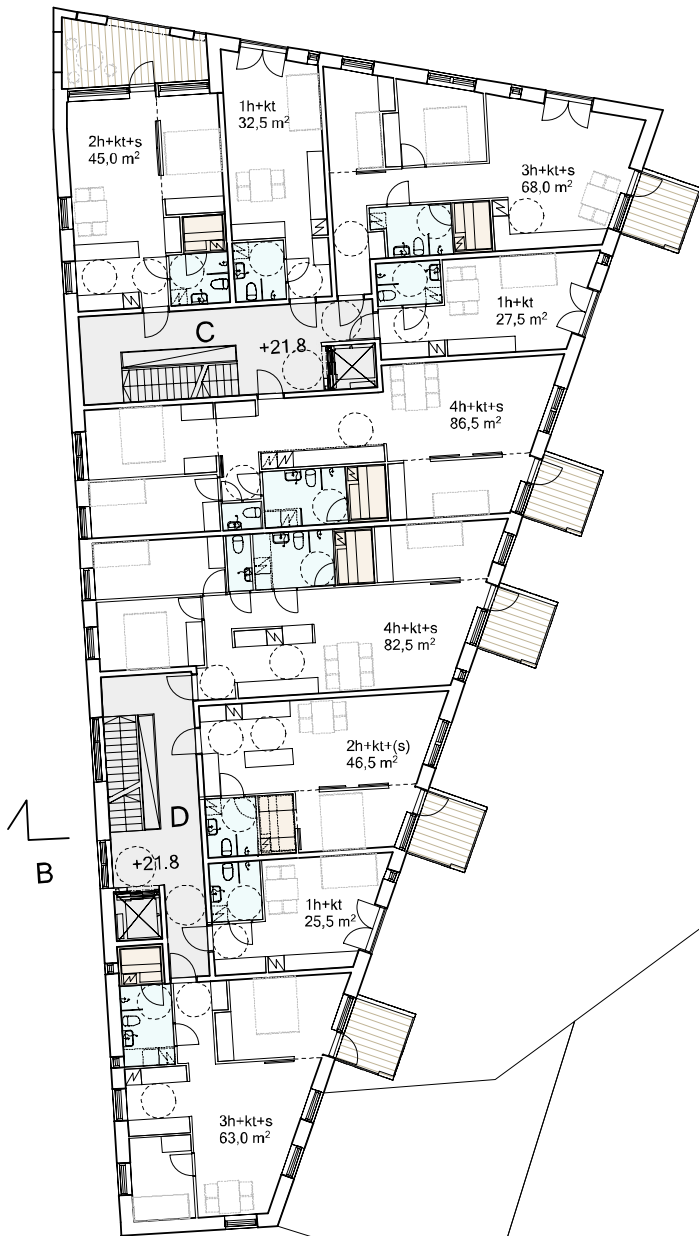 2h+kt+s
45,0 m²
1h+kt
32,5 m²
3h+kt+s
68,0 m²
1h+kt
27,5 m²
C
+21.8
4h+kt+s
86,5 m²
4h+kt+s
82,5 m²
2h+kt+(s)
46,5 m²
D
+21.8
B
1h+kt
25,5 m²
3h+kt+s
63,0 m²